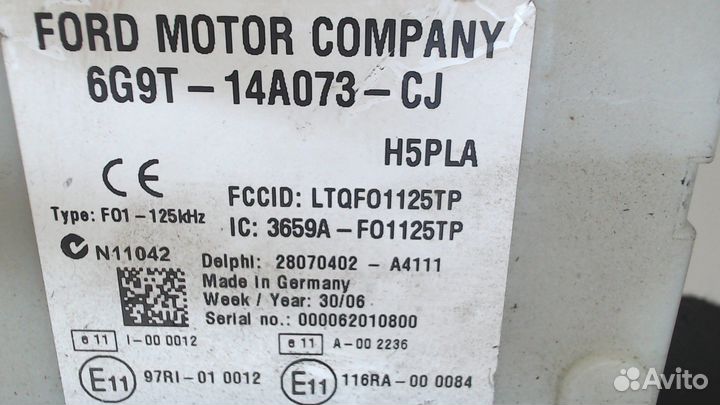 FORD MOTOR COMPANY
6G9T-14A073-CJ
H5PLA
CE
FCCID: LTQFO1125TP
Type: FO1-125kHz
IC: 3659A-FO1125TP
N11042
Delphi: 28070402 - A4111
Made in Germany
Week / Year: 30/06
Serial no.: 000062010800
e 11 I-00 0012
e 11 A-00 2236
E11 97RI-01 0012
E11 116RA-00 0084
Avito